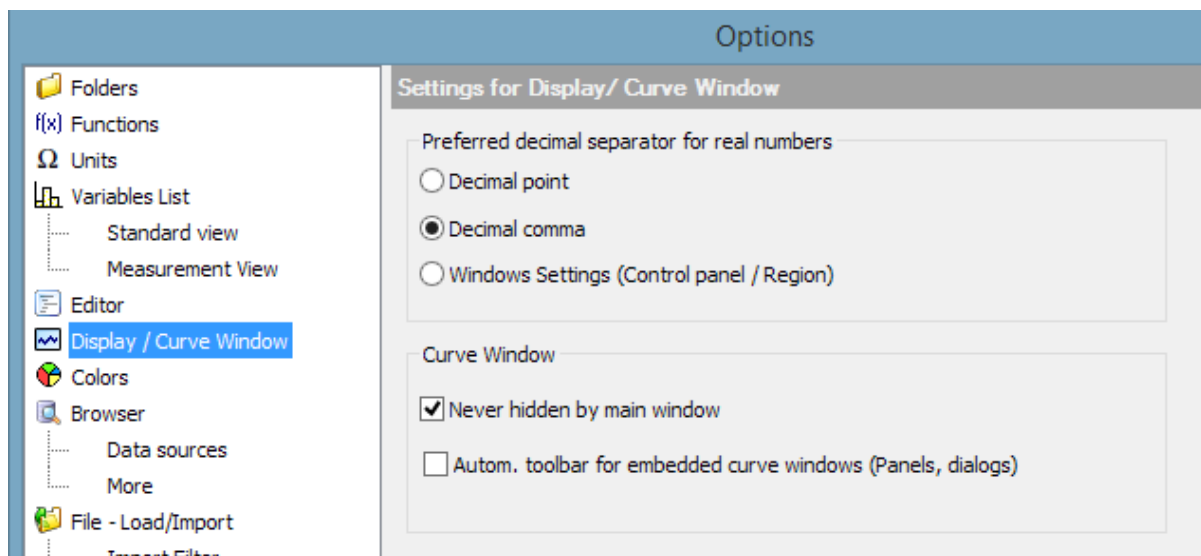 Options
Folders
f(x) Functions
Ω Units
Variables List
Standard view
Measurement View
Editor
Display / Curve Window
Colors
Browser
Data sources
More
File - Load/Import
Import Filter
Settings for Display/ Curve Window
Preferred decimal separator for real numbers
Decimal point
Decimal comma
Windows Settings (Control panel / Region)
Curve Window
Never hidden by main window
Autom. toolbar for embedded curve windows (Panels, dialogs)